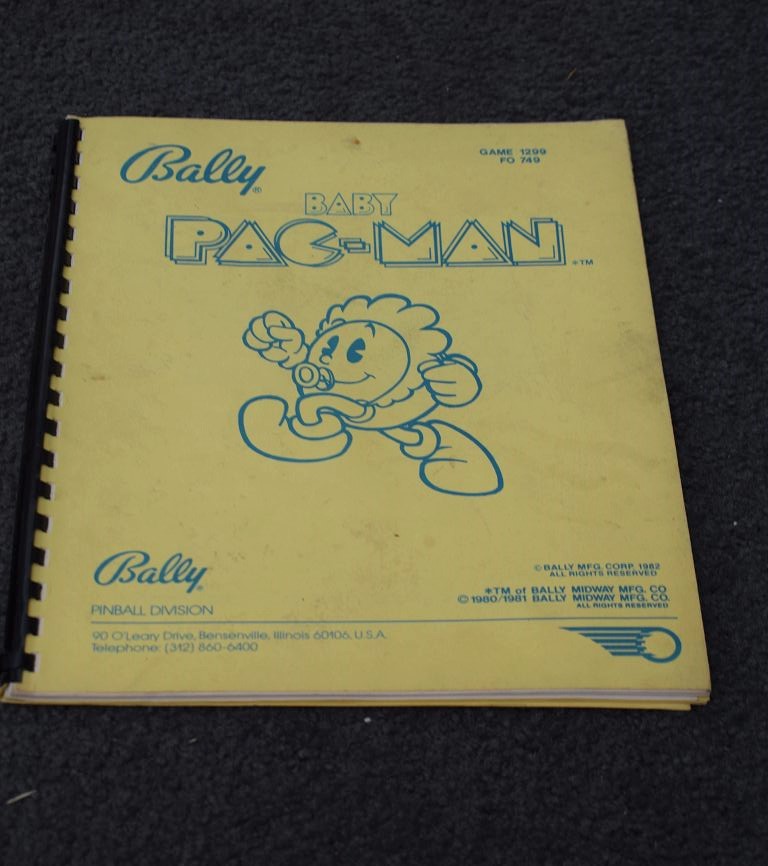 Bally®
GAME 1299
FO 749
BABY
PAC-MAN *TM
Bally
PINBALL DIVISION
90 O'Leary Drive, Bensenville, Illinois 60106, U.S.A.
Telephone: (312) 860-6400
© BALLY MFG. CORP. 1982
ALL RIGHTS RESERVED
*TM of BALLY MIDWAY MFG. CO
© 1980/1981 BALLY MIDWAY MFG. CO.
ALL RIGHTS RESERVED